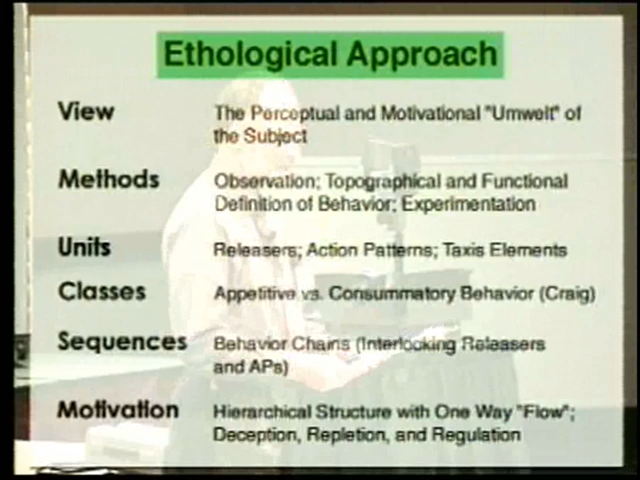 Ethological Approach
View
The Perceptual and Motivational "Umwelt" of
the Subject
Methods
Observation; Topographical and Functional
Definition of Behavior; Experimentation
Units
Releasers; Action Patterns; Taxis Elements
Classes
Appetitive vs. Consummatory Behavior (Craig)
Sequences
Behavior Chains (Interlocking Releasers
and APs)
Motivation
Hierarchical Structure with One Way "Flow";
Deception, Repletion, and Regulation